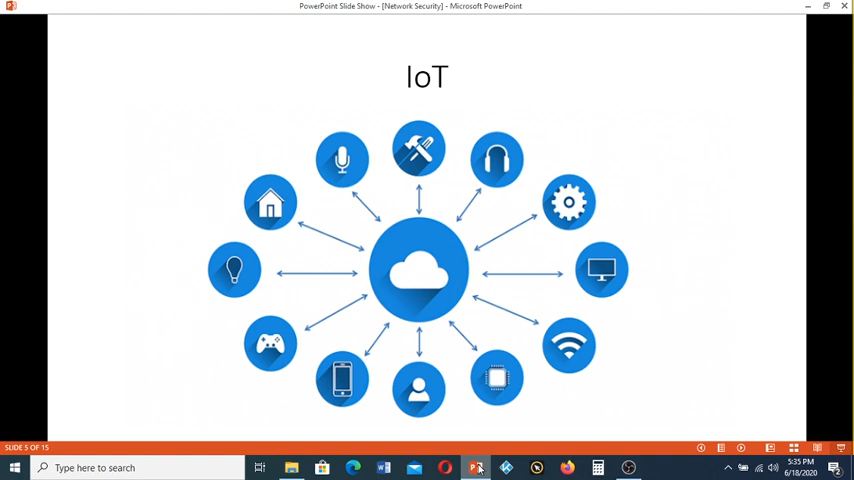 PowerPoint Slide Show - [Network Security] - Microsoft PowerPoint
IoT
SLIDE 5 OF 15
Type here to search
5:35 PM
6/18/2020
2